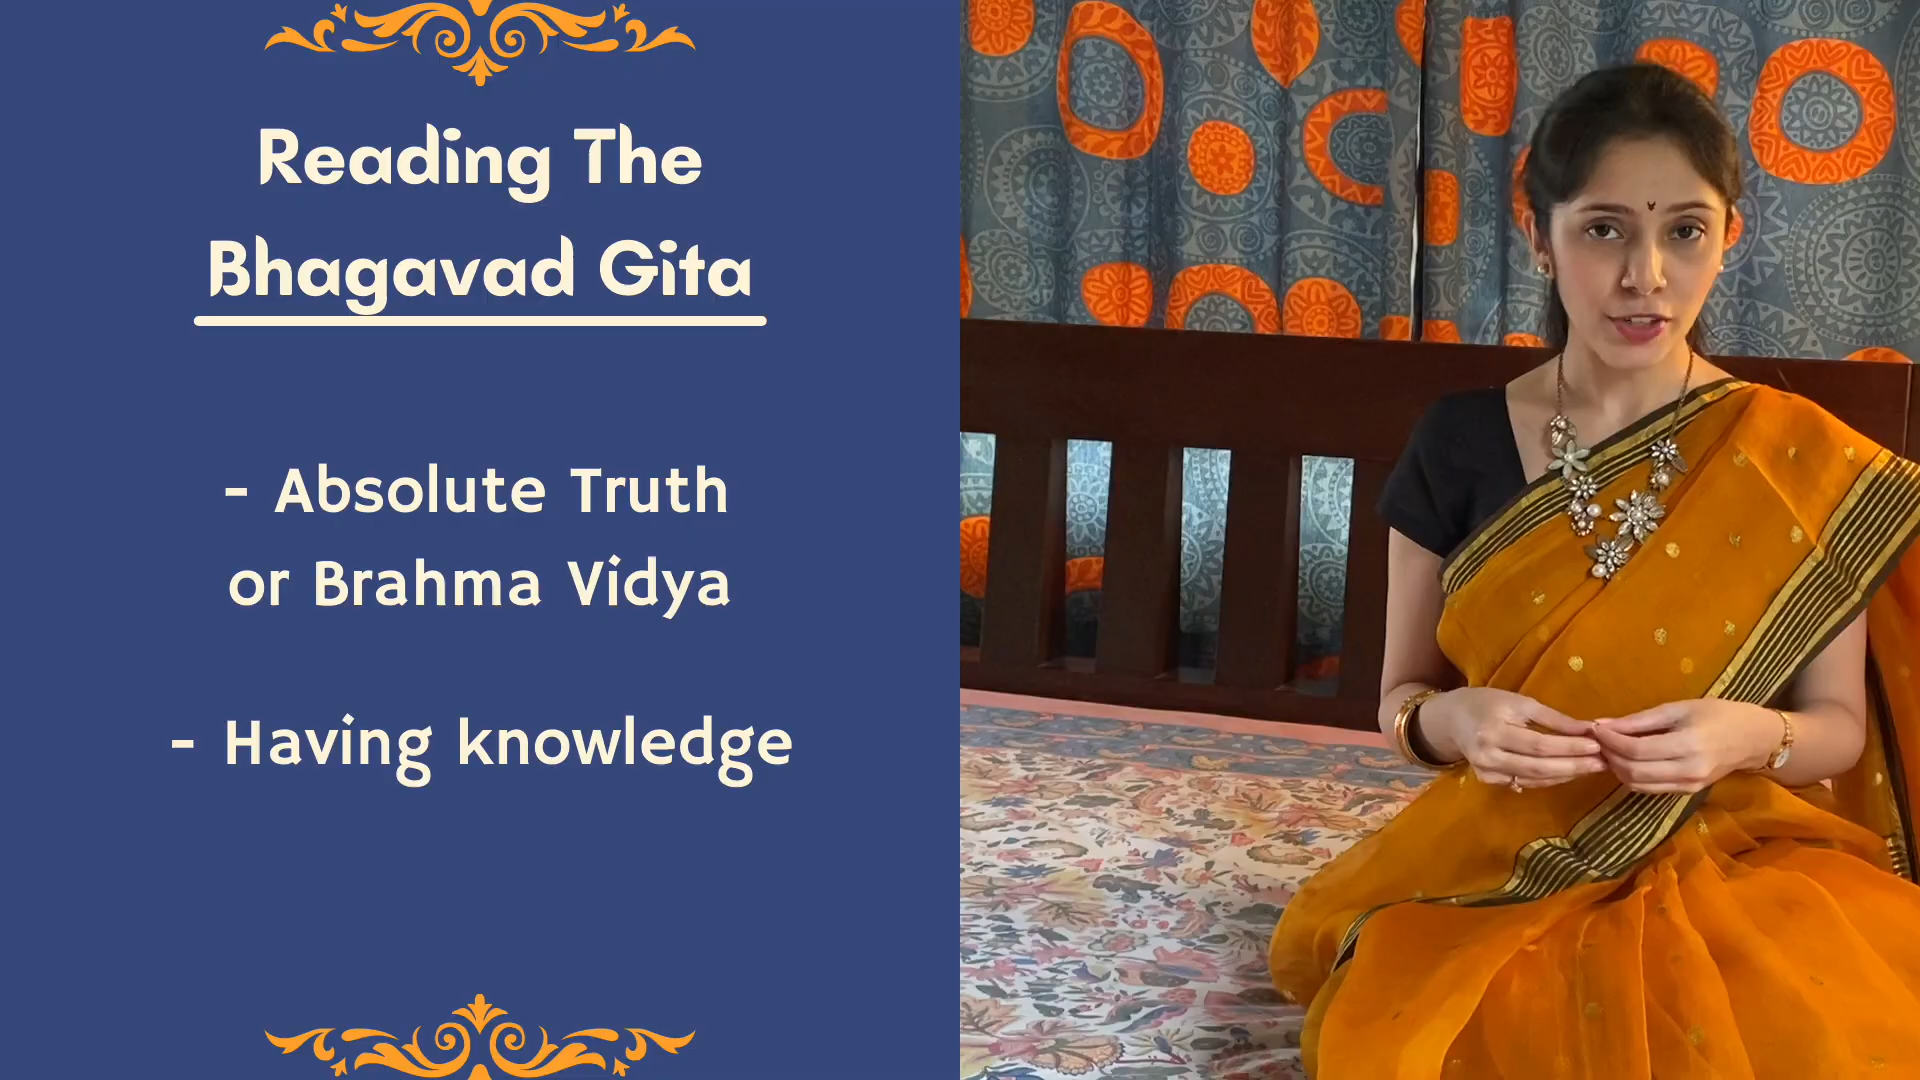 Reading The
Bhagavad Gita
- Absolute Truth
or Brahma Vidya
- Having knowledge